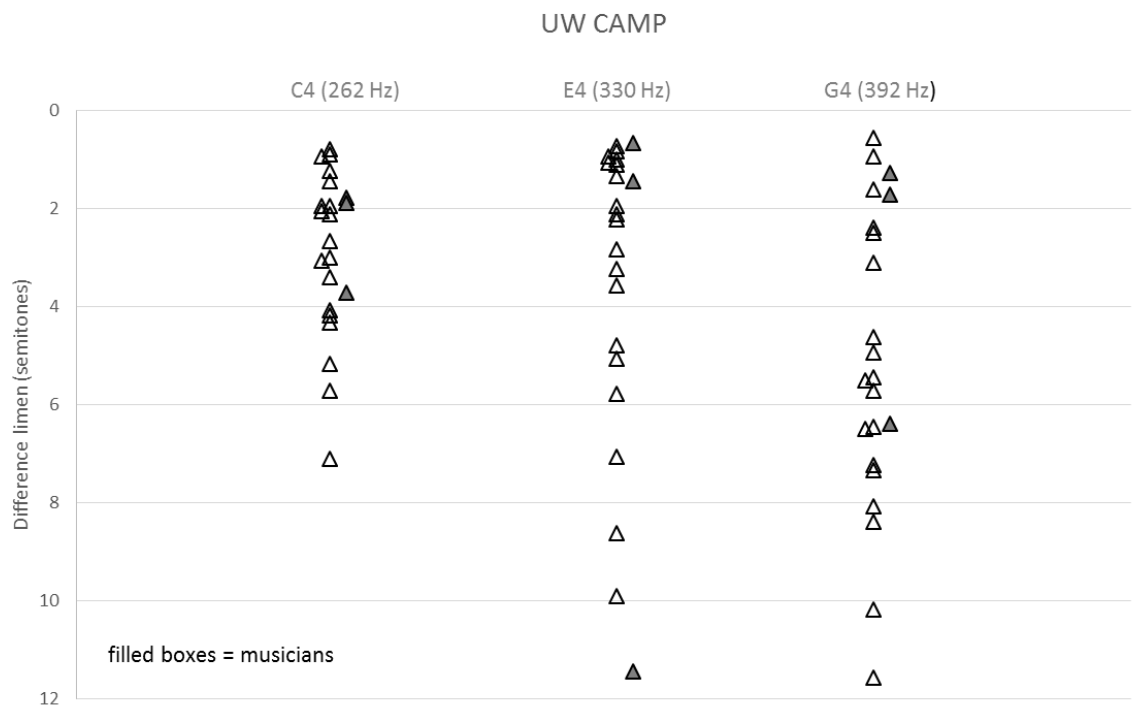 UW CAMP
C4 (262 Hz)
E4 (330 Hz)
G4 (392 Hz)
0
2
4
6
8
10
12
Difference limen (semitones)
filled boxes = musicians